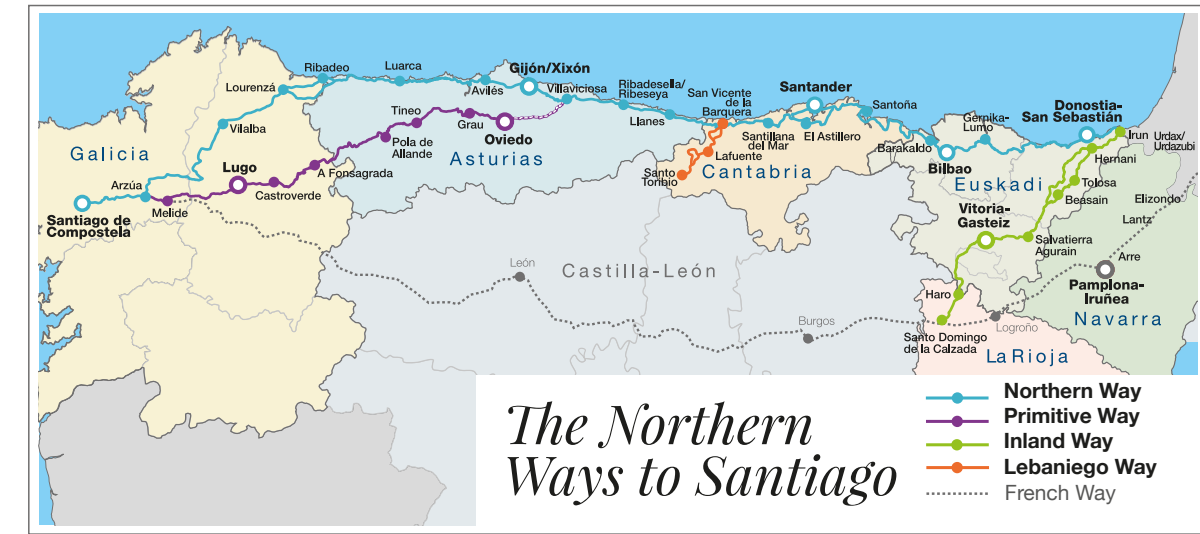 Ribadeo
Luarca
Gijón/Xixón
Lourenzá
Avilés
Villaviciosa
Ribadesella/
Ribeseya
San Vicente
de la
Barquera
Santander
Santoña
Donostia-
San Sebastián
Gernika-
Lumo
Irun
Urdax/
Urdazubi
Vilalba
Tineo
Grau
Oviedo
Llanes
Santillana
del Mar
El Astillero
Barakaldo
Bilbao
Hernani
Galicia
Lugo
Pola de
Allande
Asturias
Lafuente
Santo
Toribio
Cantabria
Euskadi
Tolosa
Beasain
Elizondo
Arzúa
A Fonsagrada
Castroverde
Melide
Santiago de
Compostela
Vitoria-
Gasteiz
Lantz
Salvatierra
Agurain
Arre
León
Castilla-León
Pamplona-
Iruñea
Haro
Navarra
Burgos
Logroño
Santo Domingo
de la Calzada
La Rioja
The Northern
Ways to Santiago
Northern Way
Primitive Way
Inland Way
Lebaniego Way
French Way